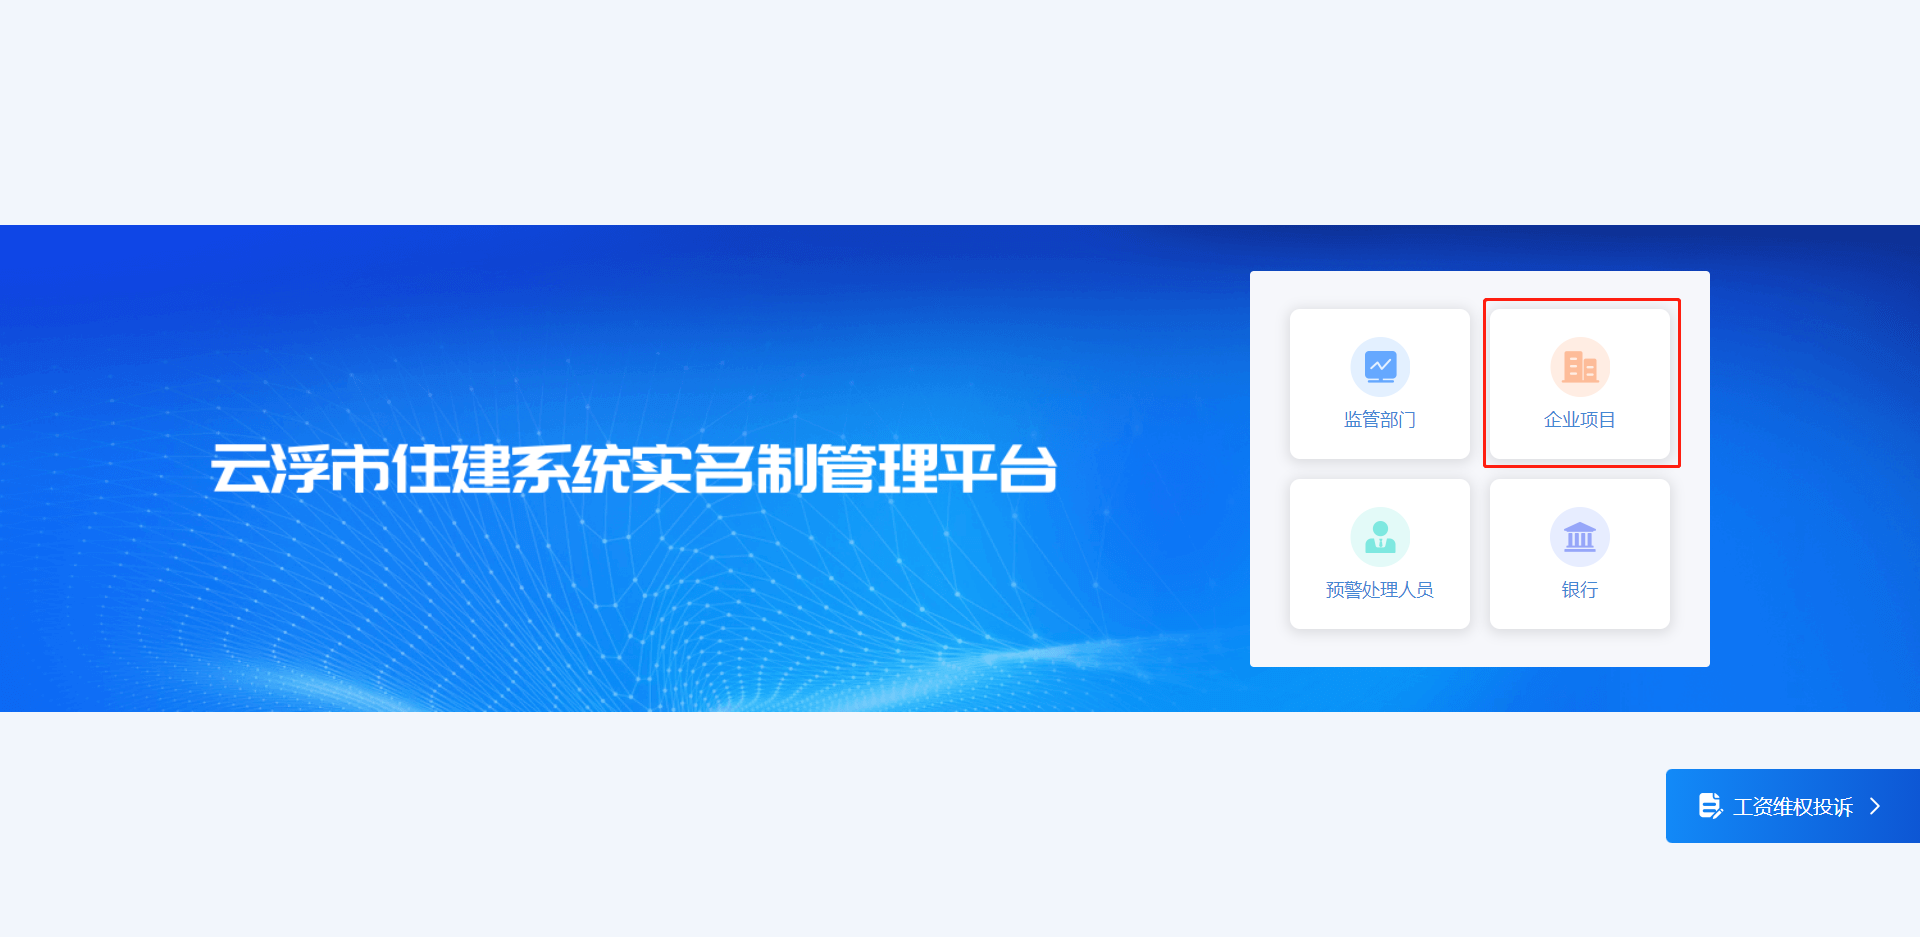 云浮市住建系统实名制管理平台
监管部门
企业项目
预警处理人员
银行
工资维权投诉